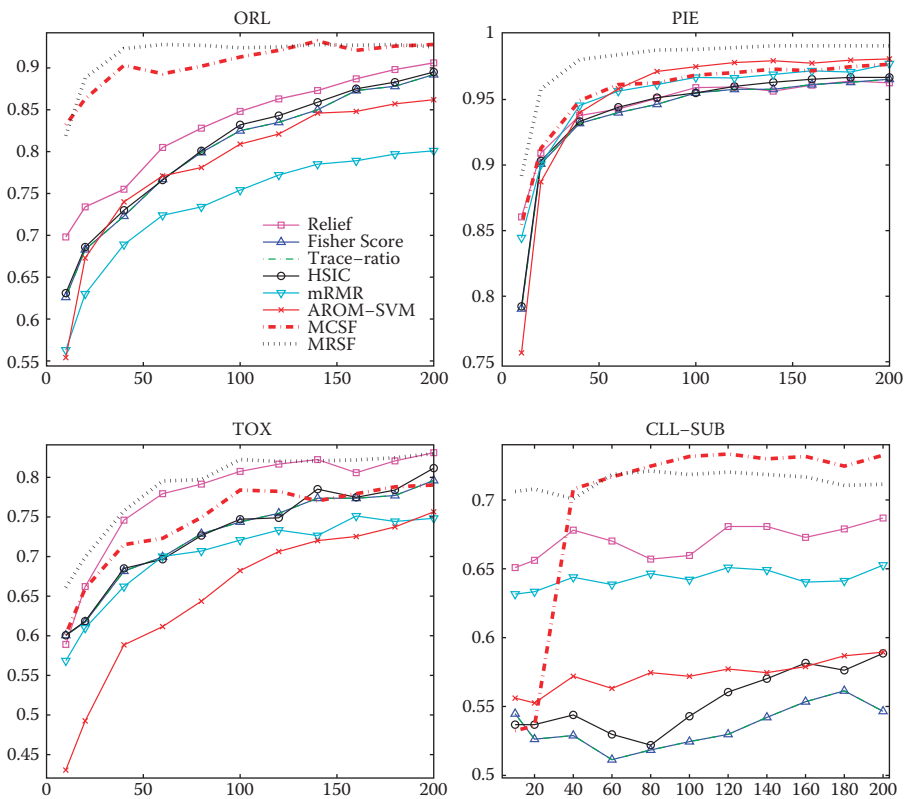 ORL
0.9
0.85
0.8
0.75
0.7
0.65
0.6
0.55
0 50 100 150 200
Relief
Fisher Score
Trace-ratio
HSIC
mRMR
AROM-SVM
MCSF
MRSF
PIE
1
0.95
0.9
0.85
0.8
0.75
0 50 100 150 200
TOX
0.8
0.75
0.7
0.65
0.6
0.55
0.5
0.45
0 50 100 150 200
CLL-SUB
0.7
0.65
0.6
0.55
0.5
20 40 60 80 100 120 140 160 180 200